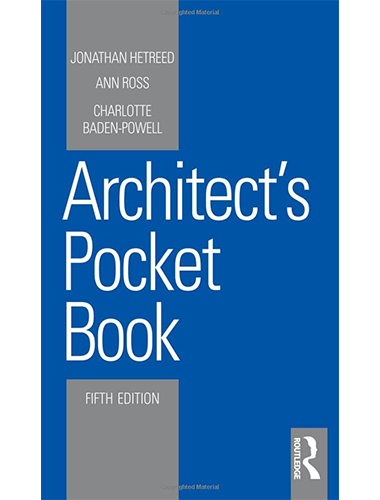 JONATHAN HETREED
ANN ROSS
CHARLOTTE
BADEN-POWELL
Architect's
Pocket
Book
FIFTH EDITION
ROUTLEDGE